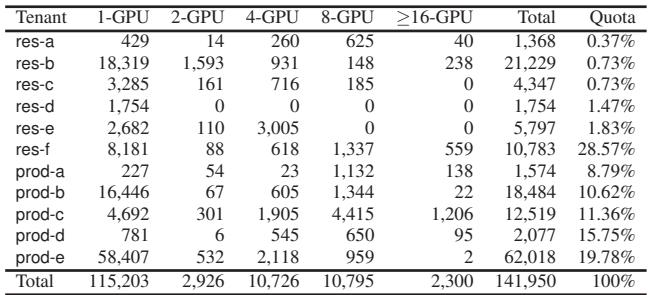 Tenant 1-GPU 2-GPU 4-GPU 8-GPU ≥16-GPU Total Quota
res-a 429 14 260 625 40 1,368 0.37%
res-b 18,319 1,593 931 148 238 21,229 0.73%
res-c 3,285 161 716 185 0 4,347 0.73%
res-d 1,754 0 0 0 0 1,754 1.47%
res-e 2,682 110 3,005 0 0 5,797 1.83%
res-f 8,181 88 618 1,337 559 10,783 28.57%
prod-a 227 54 23 1,132 138 1,574 8.79%
prod-b 16,446 67 605 1,344 22 18,484 10.62%
prod-c 4,692 301 1,905 4,415 1,206 12,519 11.36%
prod-d 781 6 545 650 95 2,077 15.75%
prod-e 58,407 532 2,118 959 2 62,018 19.78%
Total 115,203 2,926 10,726 10,795 2,300 141,950 100%